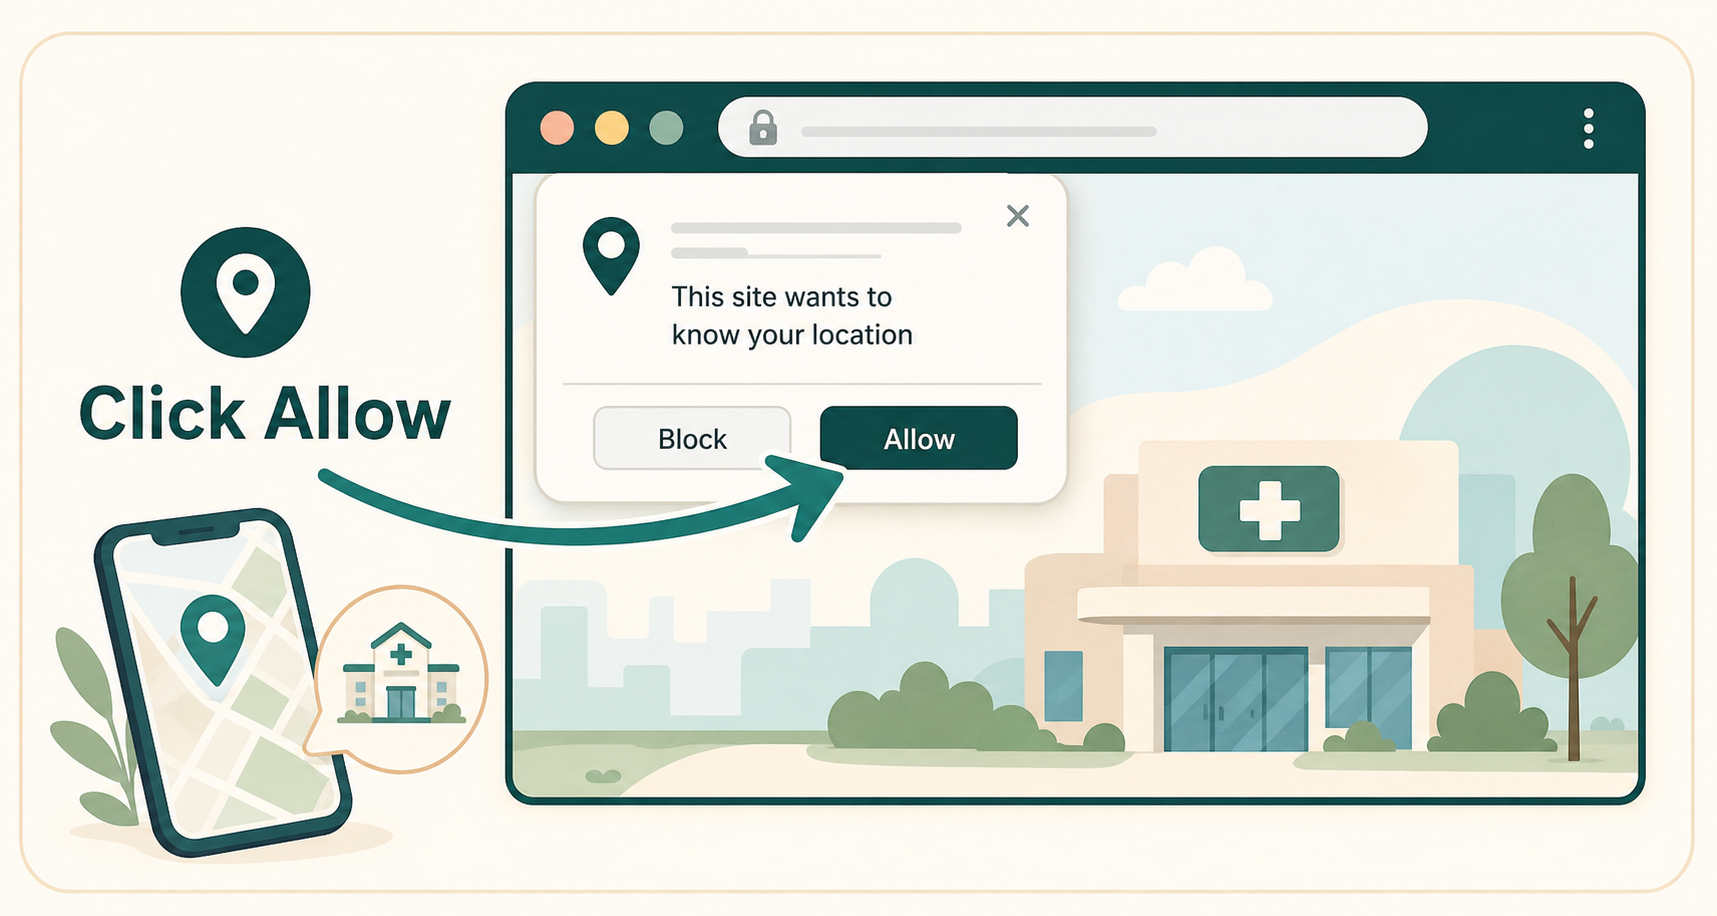 Click Allow
This site wants to
know your location
Block
Allow